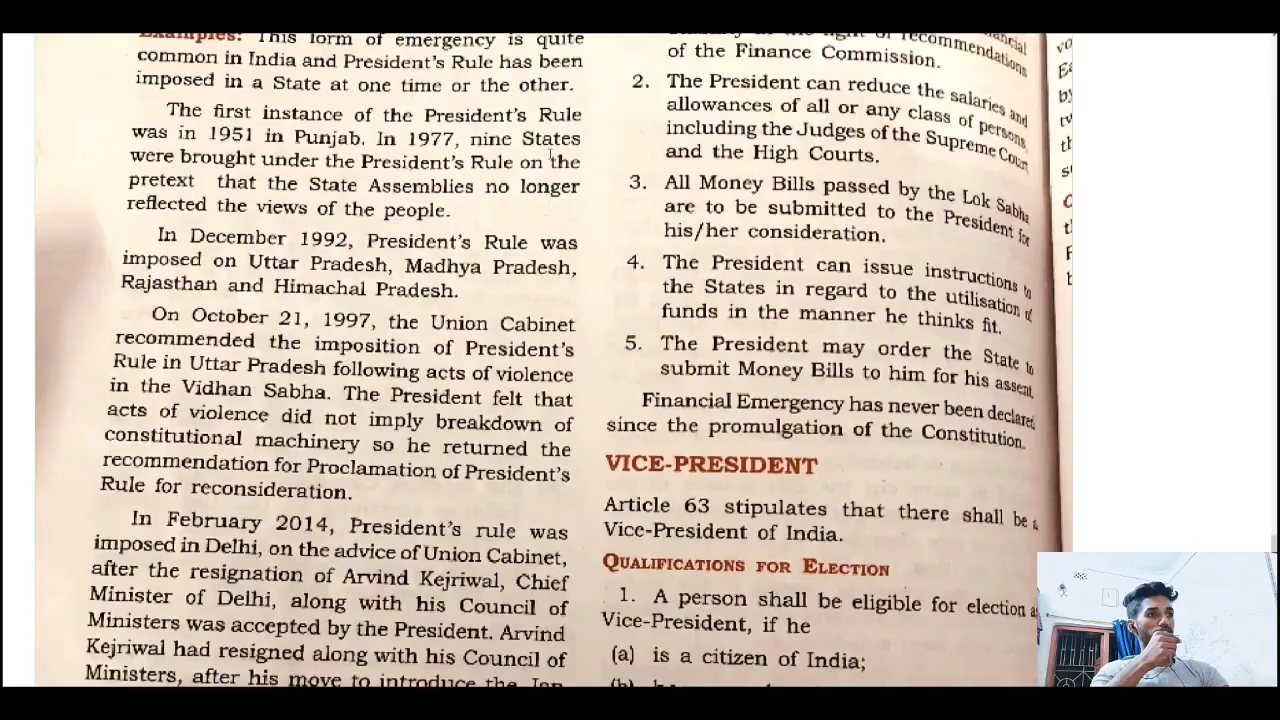 Examples: This form of emergency is quite
common in India and President's Rule has been
imposed in a State at one time or the other.
The first instance of the President's Rule
was in 1951 in Punjab. In 1977, nine States
were brought under the President's Rule on the
pretext that the State Assemblies no longer
reflected the views of the people.
In December 1992, President's Rule was
imposed on Uttar Pradesh, Madhya Pradesh,
Rajasthan and Himachal Pradesh.
On October 21, 1997, the Union Cabinet
recommended the imposition of President's
Rule in Uttar Pradesh following acts of violence
in the Vidhan Sabha. The President felt that
acts of violence did not imply breakdown of
constitutional machinery so he returned the
recommendation for Proclamation of President's
Rule for reconsideration.
In February 2014, President's rule was
imposed in Delhi, on the advice of Union Cabinet,
after the resignation of Arvind Kejriwal, Chief
Minister of Delhi, along with his Council of
Ministers was accepted by the President. Arvind
Kejriwal had resigned along with his Council of
Ministers, after his move to introduce the Jan
recommendations
of the Finance Commission.
2. The President can reduce the salaries and
allowances of all or any class of persons,
including the Judges of the Supreme Court
and the High Courts.
3. All Money Bills passed by the Lok Sabha
are to be submitted to the President for
his/her consideration.
4. The President can issue instructions to
the States in regard to the utilisation of
funds in the manner he thinks fit.
5. The President may order the State to
submit Money Bills to him for his assent.
Financial Emergency has never been declared
since the promulgation of the Constitution.
VICE-PRESIDENT
Article 63 stipulates that there shall be a
Vice-President of India.
QUALIFICATIONS FOR ELECTION
1. A person shall be eligible for election a
Vice-President, if he
(a) is a citizen of India;
(b)